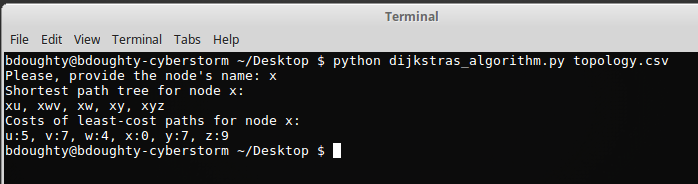 Terminal
File Edit View Terminal Tabs Help
bdoughty@bdoughty-cyberstorm ~/Desktop $ python dijkstras_algorithm.py topology.csv
Please, provide the node's name: x
Shortest path tree for node x:
xu, xwv, xw, xy, xyz
Costs of least-cost paths for node x:
u:5, v:7, w:4, x:0, y:7, z:9
bdoughty@bdoughty-cyberstorm ~/Desktop $